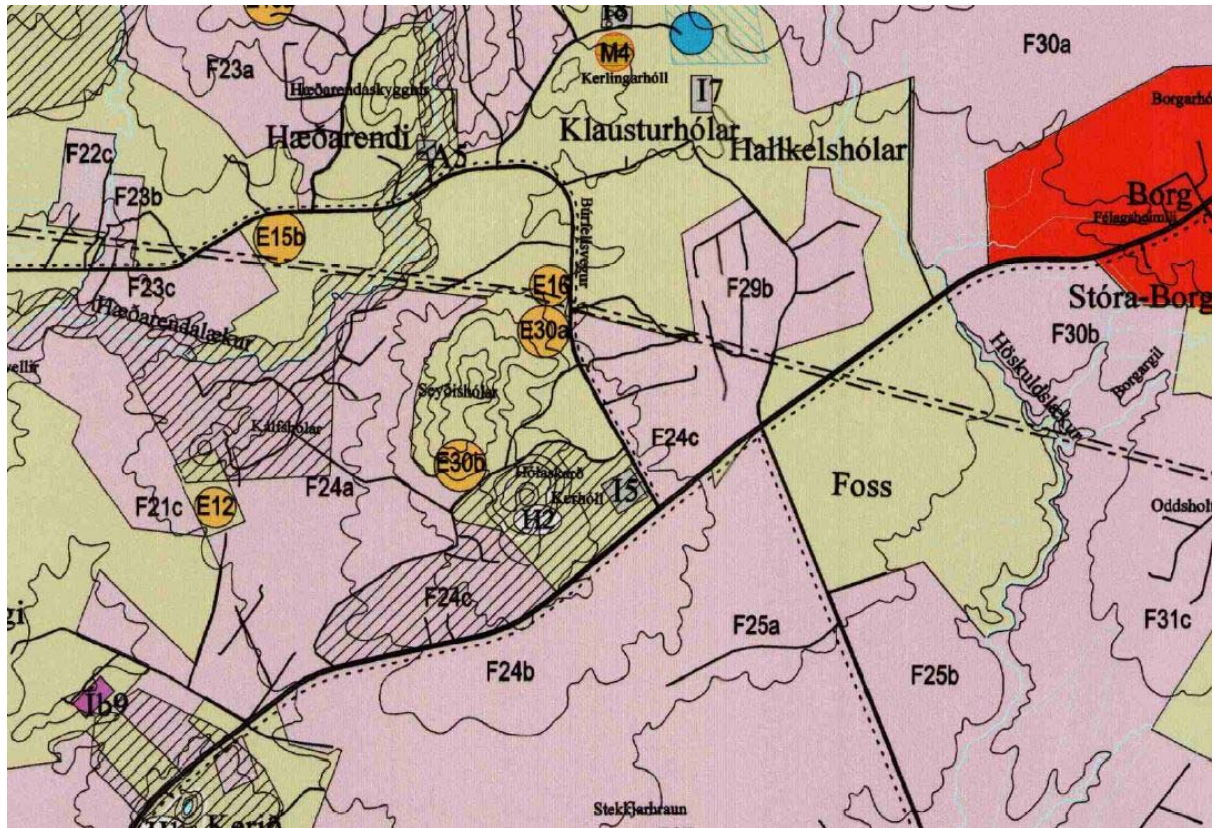 F30a
F23a
M4
Kerlingarhóll
I7
Hæðarendi
A5
Klausturhólar
Hallkelshólar
F22c
F23b
E15b
Búrfellsvegur
Borg
Félagsheimili
F23c
Hæðarendalækur
E16
E30a
F29b
Stóra-Borg
F30b
Höskuldslækur
Borgargil
Seyðishólar
Kálfshólar
E30b
F24c
Hólaskarð
Kerhóll
I5
H2
Foss
F24a
F21c
E12
Oddsholt
F24c
F25a
F31c
F24b
F25b
Íb9
Stekkjarhraun
Kerið